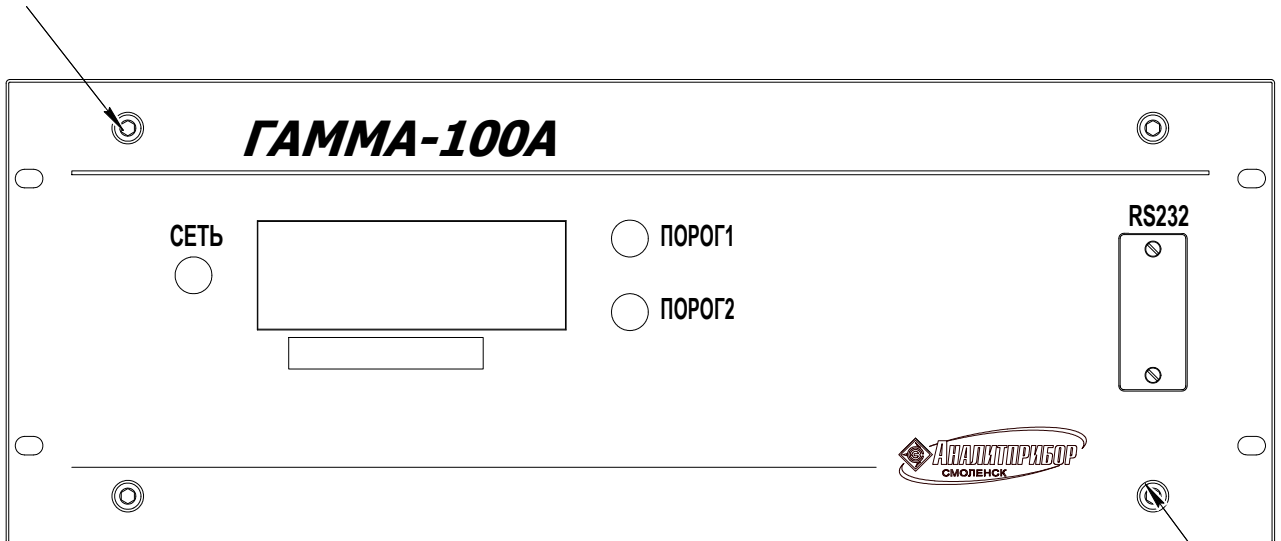 ГАММА-100А
СЕТЬ
ПОРОГ1
ПОРОГ2
RS232
АНАЛИТПРИБОР
СМОЛЕНСК